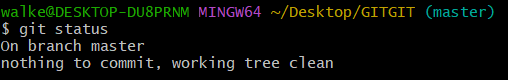 walke@DESKTOP-DU8PRNM MINGW64 ~/Desktop/GITGIT (master)
$ git status
On branch master
nothing to commit, working tree clean